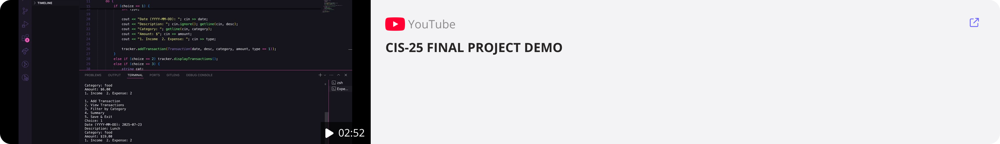 TIMELINE
11 do {
15 if (choice == 1) {
18 int type;
19
20 cout << "Date (YYYY-MM-DD): "; cin >> date;
21 cout << "Description: "; cin.ignore(); getline(cin, desc);
22 cout << "Category: "; getline(cin, category);
23 cout << "Amount: $"; cin >> amount;
24 cout << "1. Income  2. Expense: "; cin >> type;
25
26 tracker.addTransaction(Transaction(date, desc, category, amount, type == 1));
27 }
28 else if (choice == 2) tracker.displayTransactions();
29 else if (choice == 3) {
30 string cat;
2
PROBLEMS OUTPUT TERMINAL PORTS GITLENS DEBUG CONSOLE
zsh
Expe...
Category: food
Amount: $6.00
1. Income  2. Expense: 2
1. Add Transaction
2. View Transactions
3. Filter by Category
4. Summary
5. Save & Exit
Choice: 1
Date (YYYY-MM-DD): 2025-07-23
Description: Lunch
Category: food
Amount: $19.00
1. Income  2. Expense: 2
02:52
YouTube
CIS-25 FINAL PROJECT DEMO